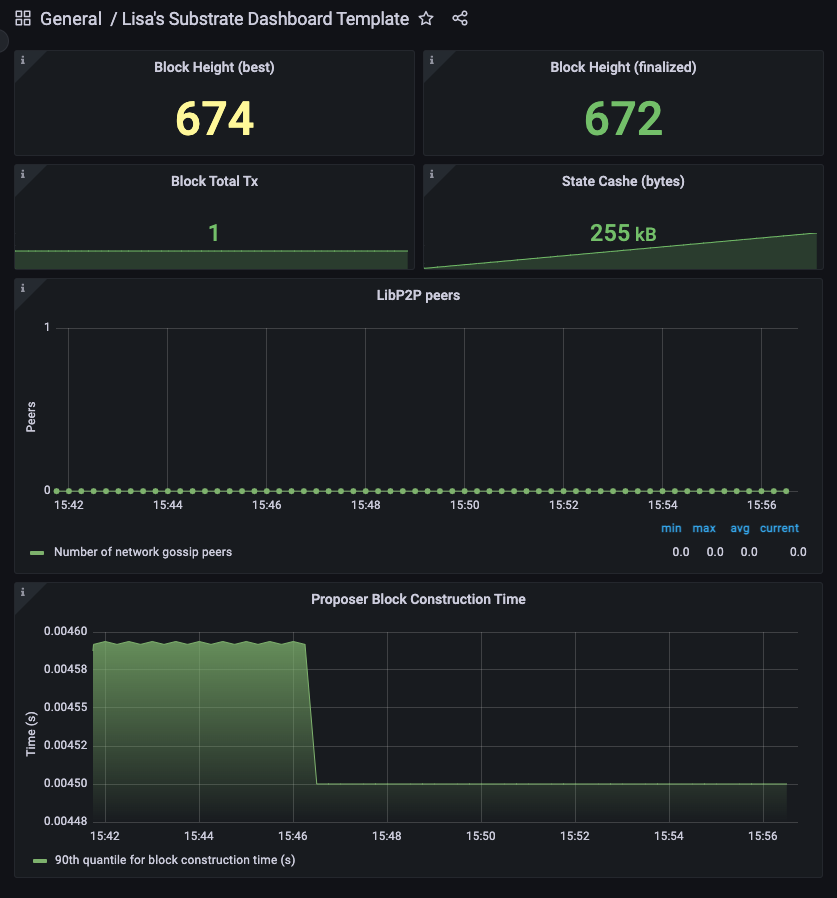 General / Lisa's Substrate Dashboard Template
i
Block Height (best)
674
i
Block Height (finalized)
672
i
Block Total Tx
1
i
State Cashe (bytes)
255 kB
i
LibP2P peers
Peers
1
0
15:42 15:44 15:46 15:48 15:50 15:52 15:54 15:56
min max avg current
Number of network gossip peers 0.0 0.0 0.0 0.0
i
Proposer Block Construction Time
Time (s)
0.00460
0.00458
0.00455
0.00452
0.00450
0.00448
15:42 15:44 15:46 15:48 15:50 15:52 15:54 15:56
90th quantile for block construction time (s)